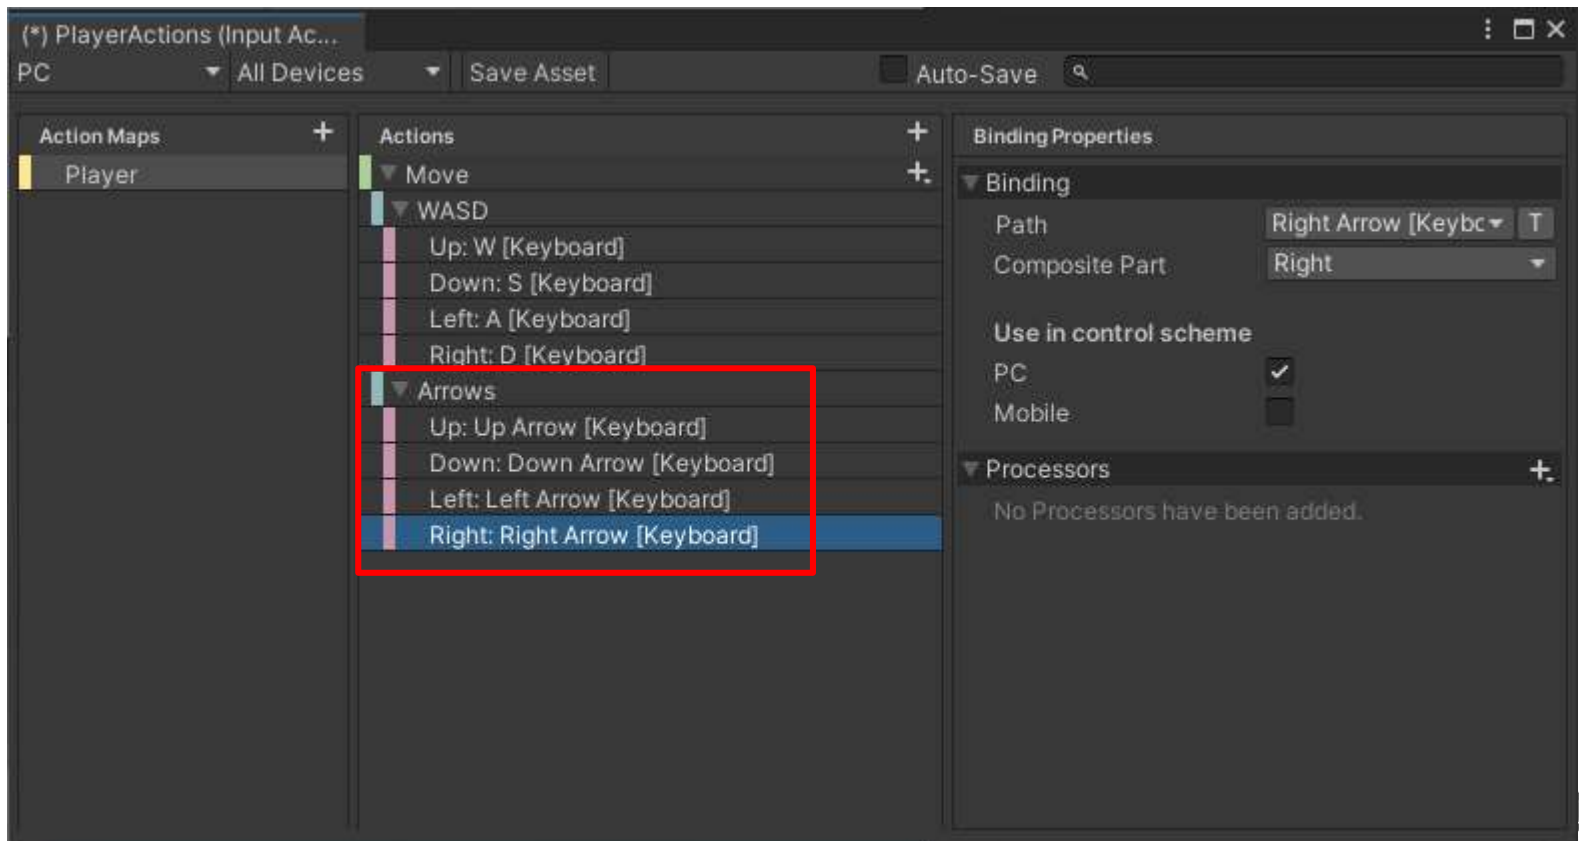 (*) PlayerActions (Input Ac...
PC All Devices Save Asset Auto-Save
Action Maps
Player
Actions
Move
WASD
Up: W [Keyboard]
Down: S [Keyboard]
Left: A [Keyboard]
Right: D [Keyboard]
Arrows
Up: Up Arrow [Keyboard]
Down: Down Arrow [Keyboard]
Left: Left Arrow [Keyboard]
Right: Right Arrow [Keyboard]
Binding Properties
Binding
Path Right Arrow [Keybc T
Composite Part Right
Use in control scheme
PC
Mobile
Processors
No Processors have been added.